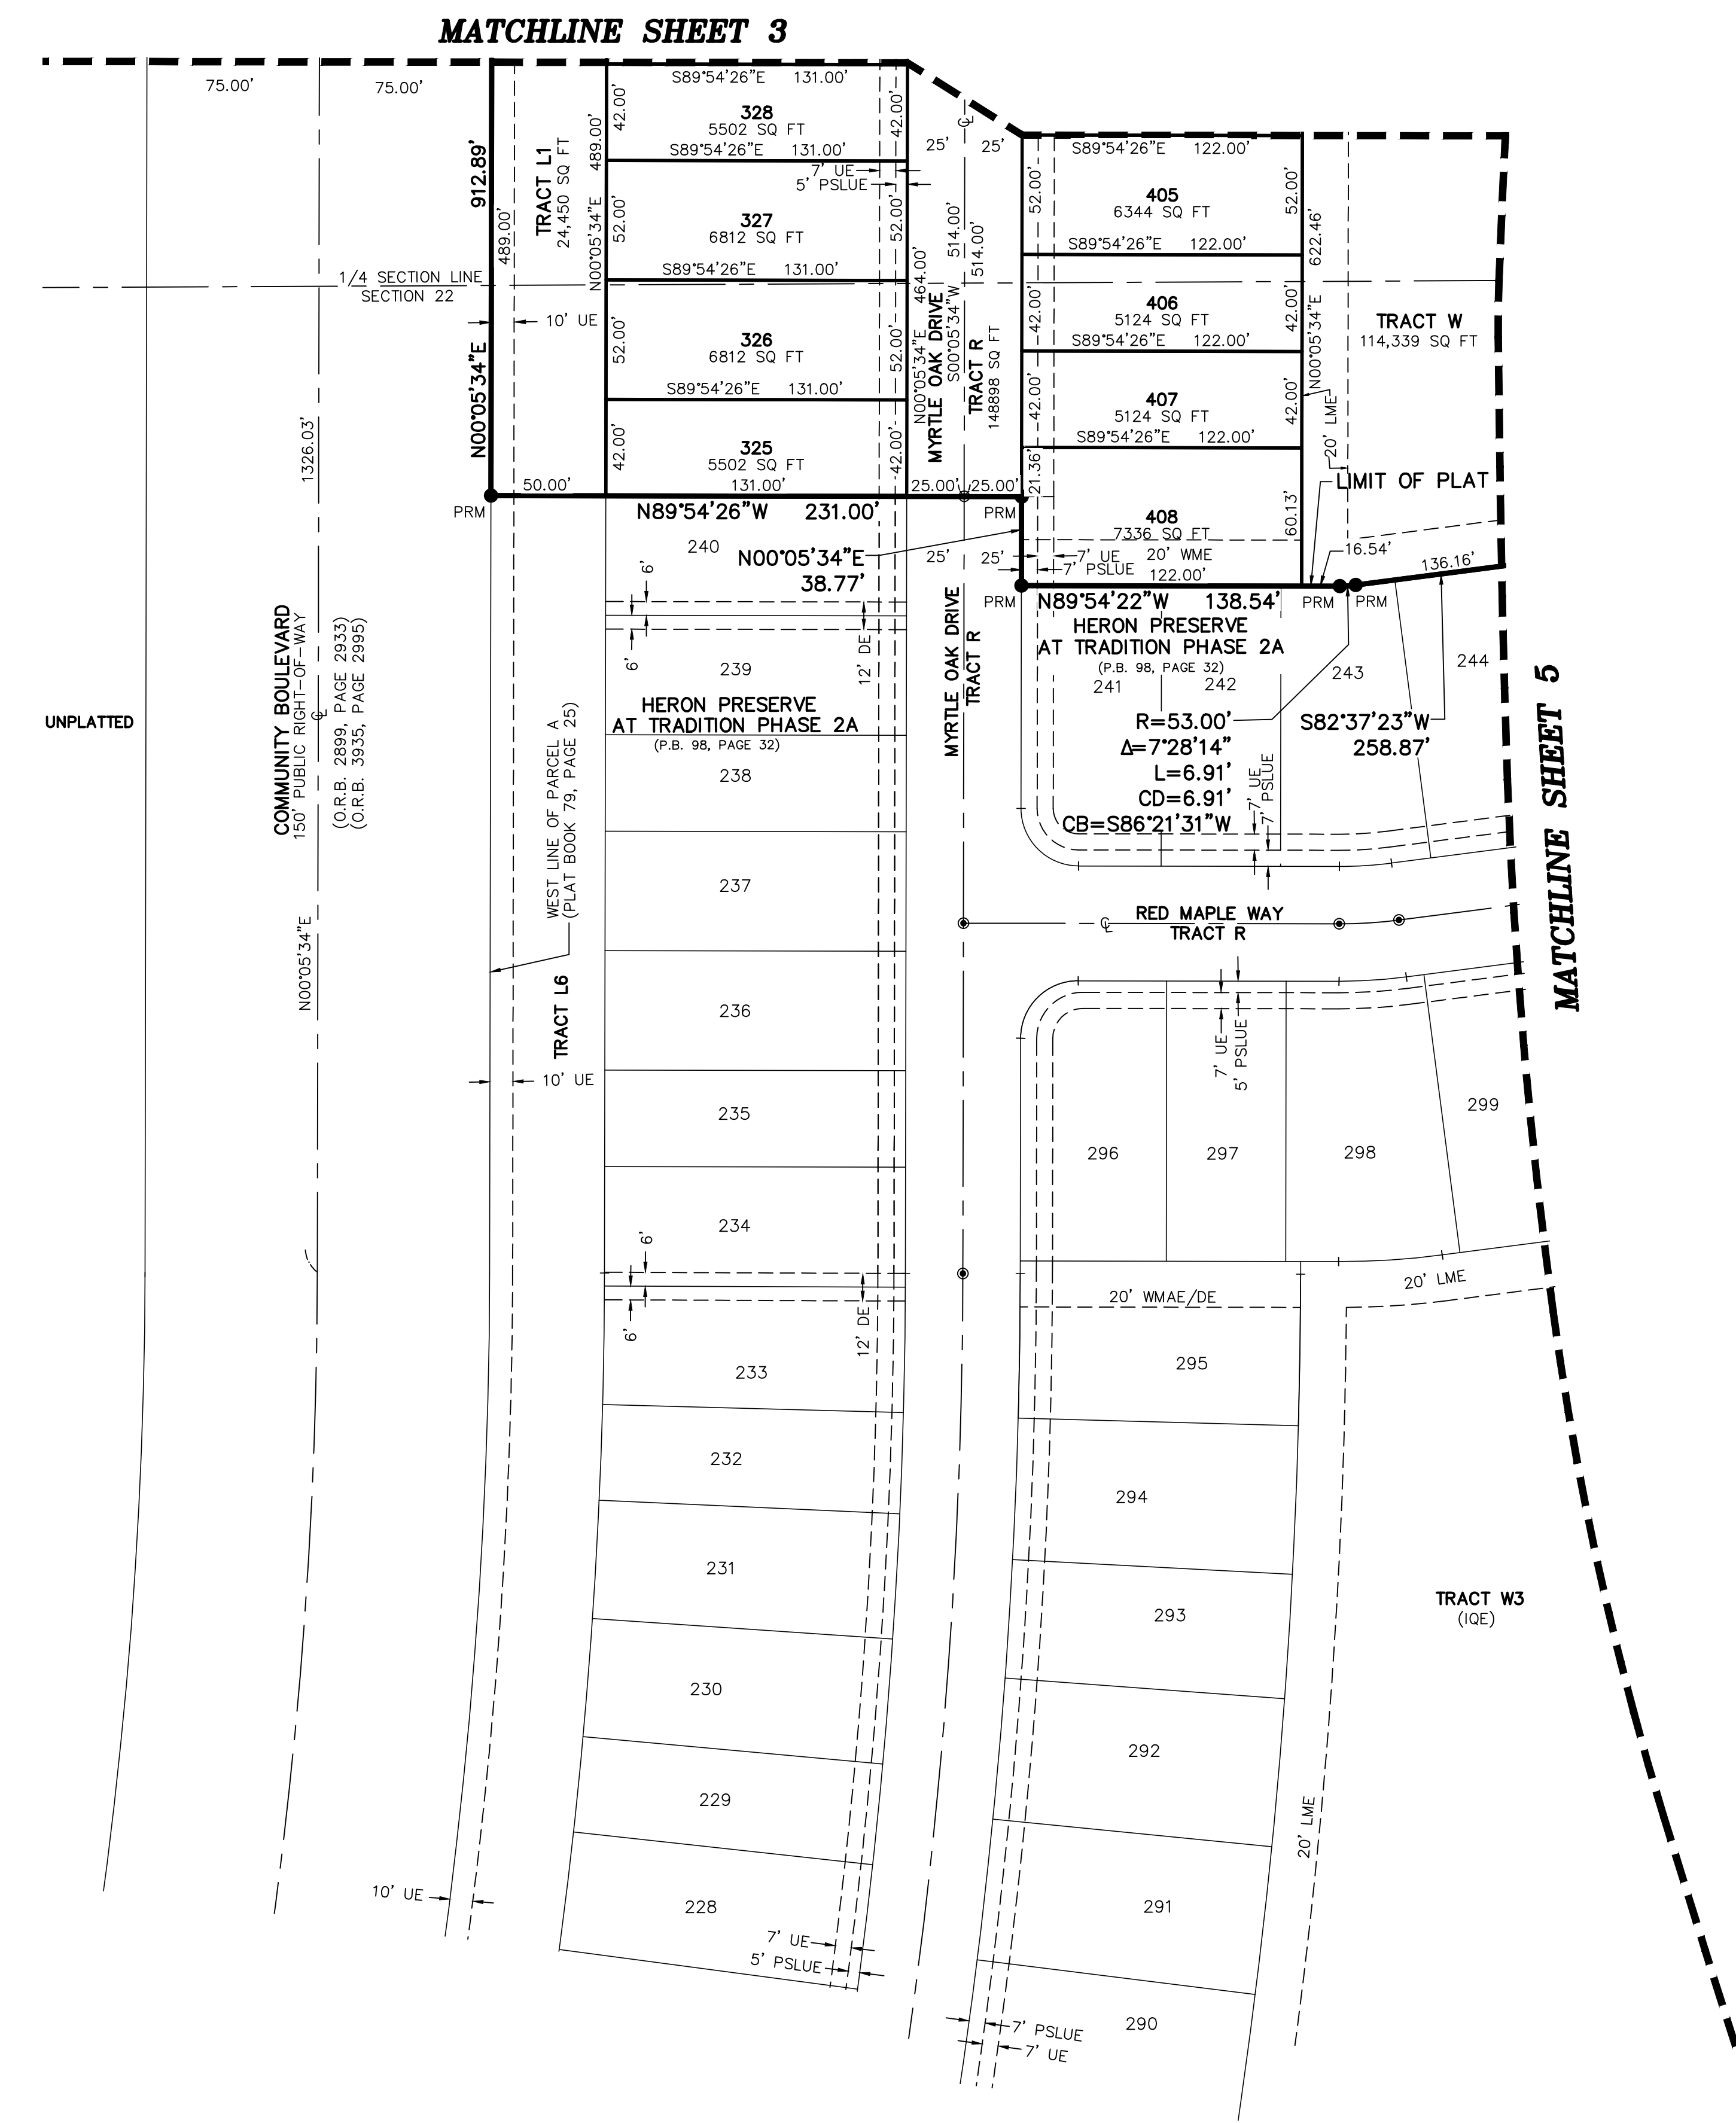 MATCHLINE SHEET 3
75.00'
75.00'
912.89'
N00°05'34"E
489.00'
TRACT L1
24,450 SQ FT
489.00'
N00°05'34"E
S89°54'26"E 131.00'
42.00'
328
5502 SQ FT
42.00'
S89°54'26"E 131.00'
7' UE
5' PSLUE
52.00'
327
6812 SQ FT
52.00'
S89°54'26"E 131.00'
1/4 SECTION LINE
SECTION 22
10' UE
52.00'
326
6812 SQ FT
52.00'
S89°54'26"E 131.00'
42.00'
325
5502 SQ FT
42.00'
50.00'
131.00'
25.00'
25.00'
PRM
N89°54'26"W 231.00'
PRM
25'
25'
464.00'
N00°05'34"E
MYRTLE OAK DRIVE
514.00'
S00°05'34"W
514.00'
TRACT R
148898 SQ FT
S89°54'26"E 122.00'
52.00'
405
6344 SQ FT
52.00'
S89°54'26"E 122.00'
622.46'
N00°05'34"E
42.00'
406
5124 SQ FT
42.00'
S89°54'26"E 122.00'
42.00'
407
5124 SQ FT
42.00'
S89°54'26"E 122.00'
20' LME
TRACT W
114,339 SQ FT
21.36'
408
7336 SQ FT
60.13'
LIMIT OF PLAT
16.54'
136.16'
7' UE
20' WME
7' PSLUE
122.00'
25'
25'
240
N00°05'34"E
38.77'
PRM
N89°54'22"W 138.54'
PRM
PRM
HERON PRESERVE
AT TRADITION PHASE 2A
(P.B. 98, PAGE 32)
241
242
243
244
R=53.00'
Δ=7°28'14"
L=6.91'
CD=6.91'
CB=S86°21'31"W
S82°37'23"W
258.87'
7' UE
7' PSLUE
MATCHLINE SHEET 5
6'
6'
12' DE
239
HERON PRESERVE
AT TRADITION PHASE 2A
(P.B. 98, PAGE 32)
MYRTLE OAK DRIVE
TRACT R
UNPLATTED
1326.03'
N00°05'34"E
COMMUNITY BOULEVARD
150' PUBLIC RIGHT-OF-WAY
(O.R.B. 2899, PAGE 2933)
(O.R.B. 3935, PAGE 2995)
WEST LINE OF PARCEL A
(PLAT BOOK 79, PAGE 25)
TRACT L6
10' UE
238
237
236
235
234
RED MAPLE WAY
TRACT R
7' UE
5' PSLUE
296
297
298
299
6'
6'
12' DE
20' WMAE/DE
20' LME
233
232
231
230
229
228
295
294
293
292
291
290
TRACT W3
(IQE)
20' LME
10' UE
7' UE
5' PSLUE
7' PSLUE
7' UE